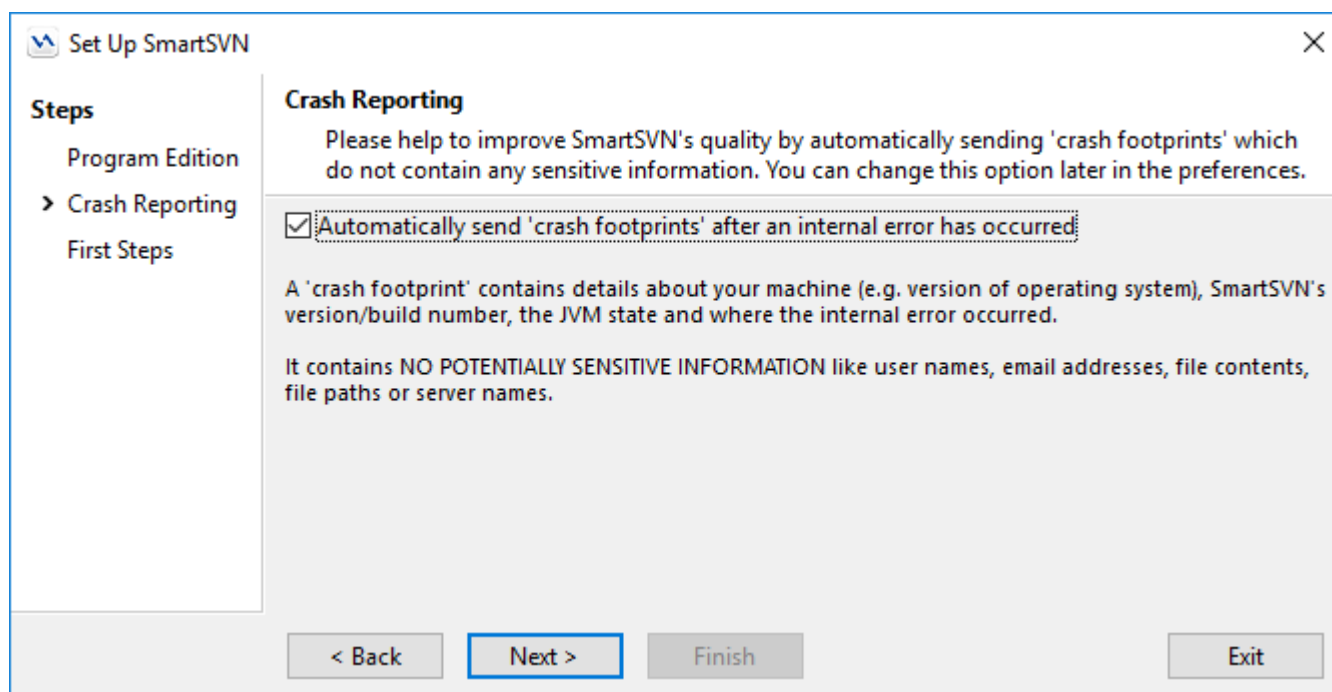 Set Up SmartSVN
Steps
Program Edition
Crash Reporting
First Steps
Crash Reporting
Please help to improve SmartSVN's quality by automatically sending 'crash footprints' which
do not contain any sensitive information. You can change this option later in the preferences.
Automatically send 'crash footprints' after an internal error has occurred
A 'crash footprint' contains details about your machine (e.g. version of operating system), SmartSVN's
version/build number, the JVM state and where the internal error occurred.
It contains NO POTENTIALLY SENSITIVE INFORMATION like user names, email addresses, file contents,
file paths or server names.
< Back
Next >
Finish
Exit